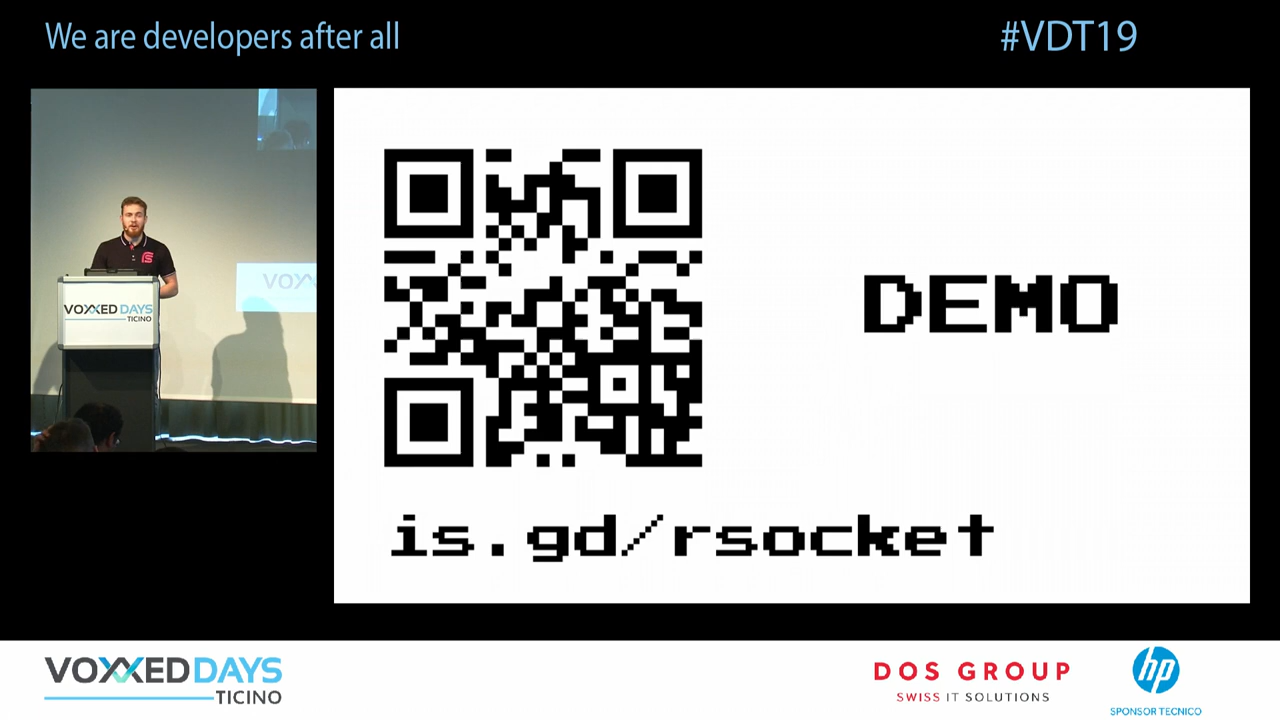 We are developers after all
#VDT19
VOXXED DAYS
TICINO
DEMO
is.gd/rsocket
VOXXED DAYS
TICINO
DOS GROUP
SWISS IT SOLUTIONS
hp
SPONSOR TECNICO